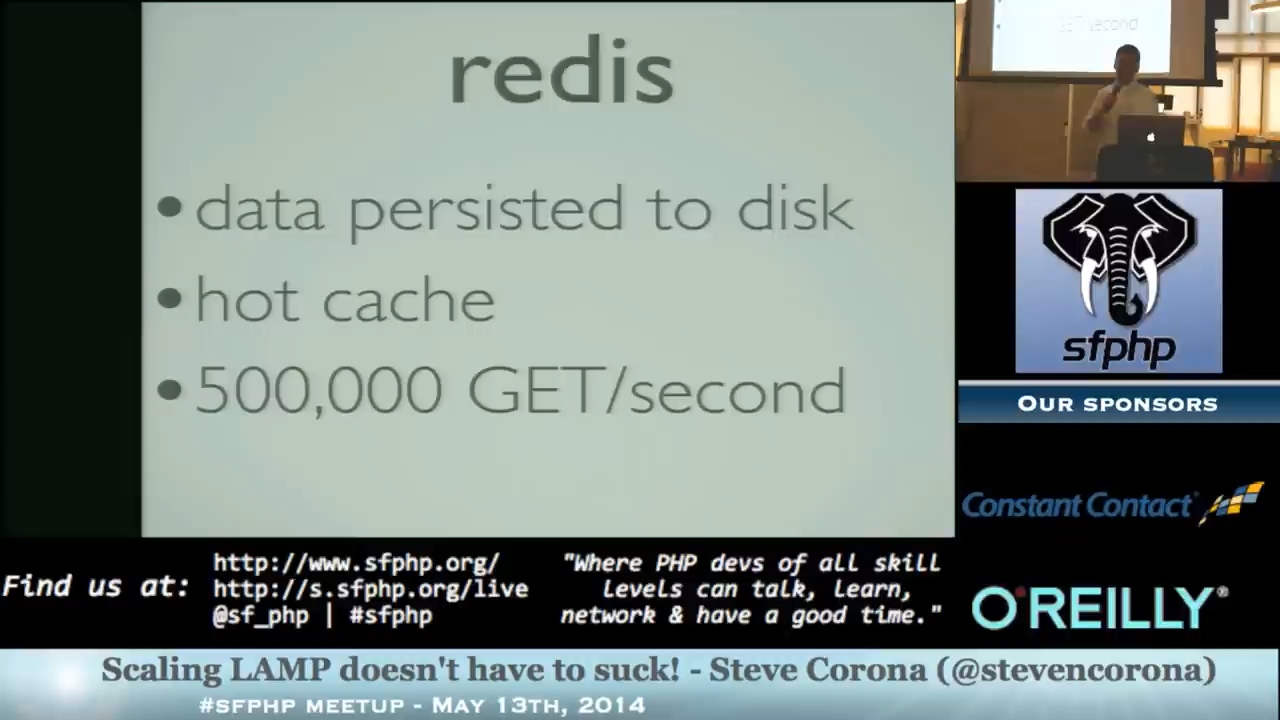 redis
•data persisted to disk
•hot cache
•500,000 GET/second
GET/second
sfphp
OUR SPONSORS
Constant Contact®
O'REILLY®
Find us at:
http://www.sfphp.org/
http://s.sfphp.org/live
@sf_php | #sfphp
"Where PHP devs of all skill
Levels can talk, learn,
network & have a good time."
Scaling LAMP doesn't have to suck! - Steve Corona (@stevencorona)
#SFPHP MEETUP - MAY 13TH, 2014